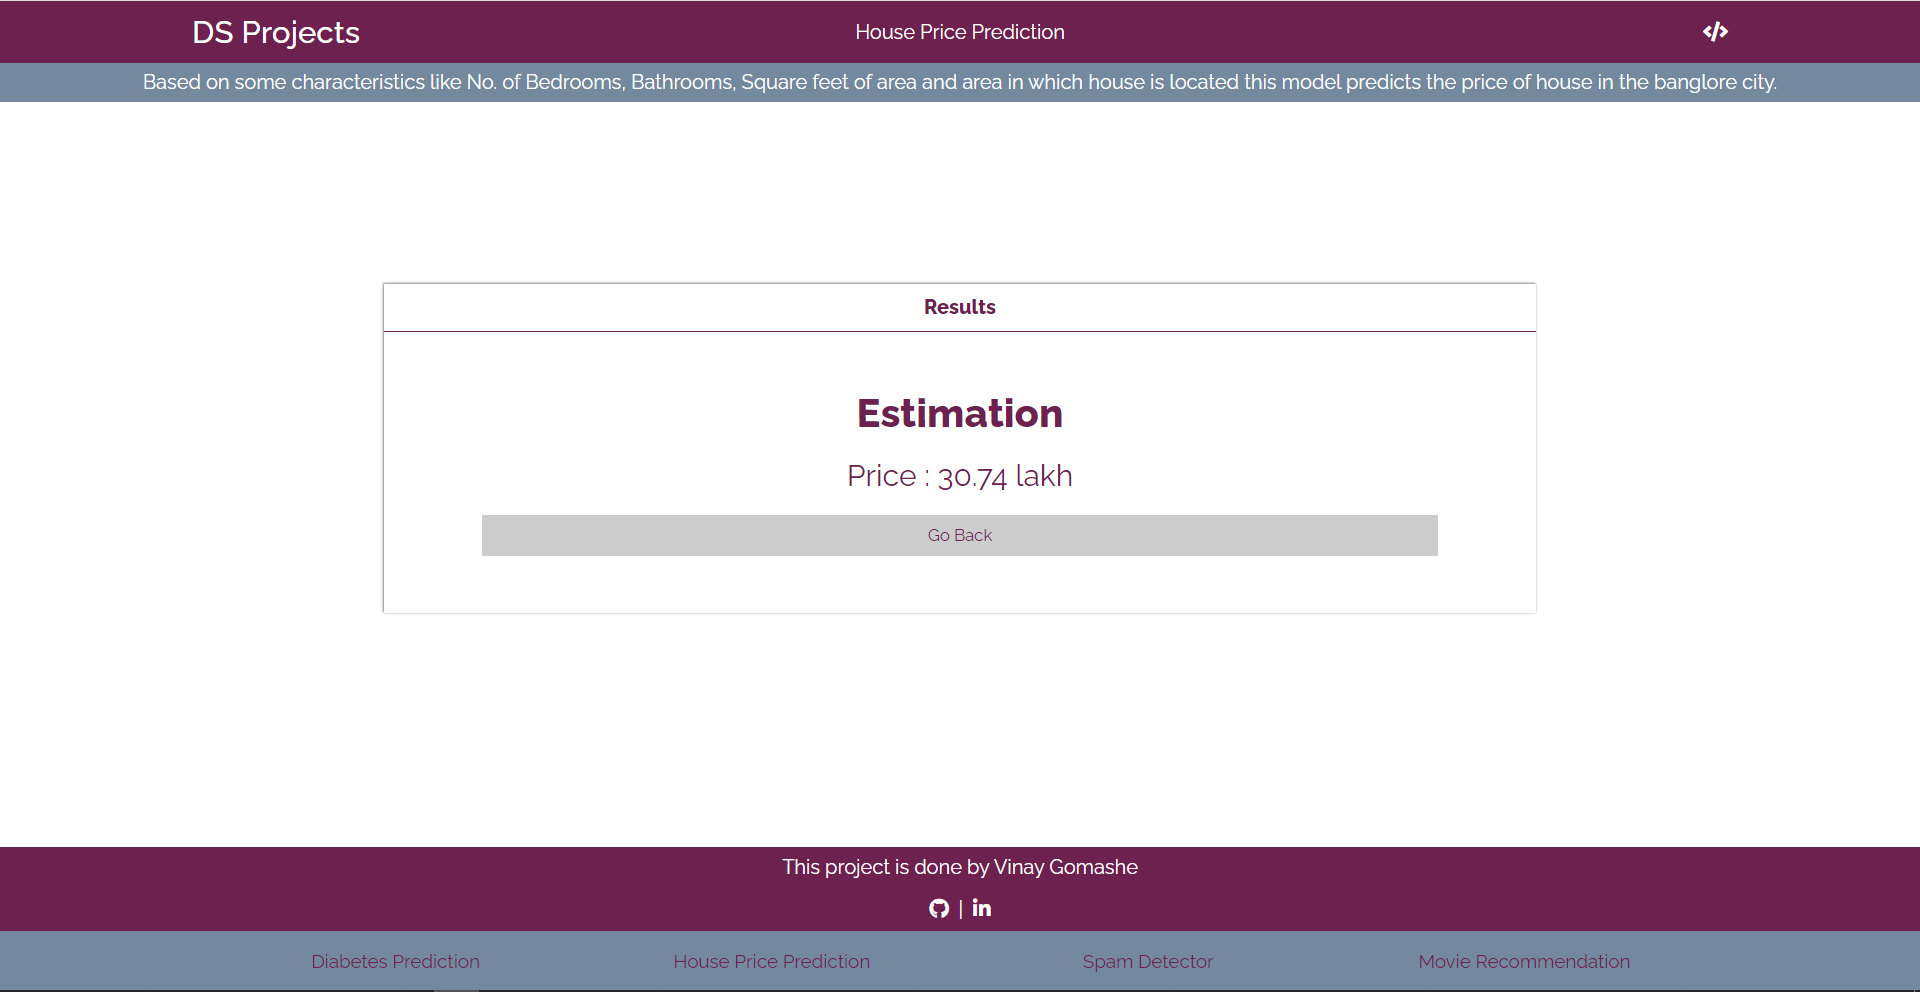 DS Projects
House Price Prediction
Based on some characteristics like No. of Bedrooms, Bathrooms, Square feet of area and area in which house is located this model predicts the price of house in the banglore city.
Results
Estimation
Price : 30.74 lakh
Go Back
This project is done by Vinay Gomashe
|
Diabetes Prediction
House Price Prediction
Spam Detector
Movie Recommendation